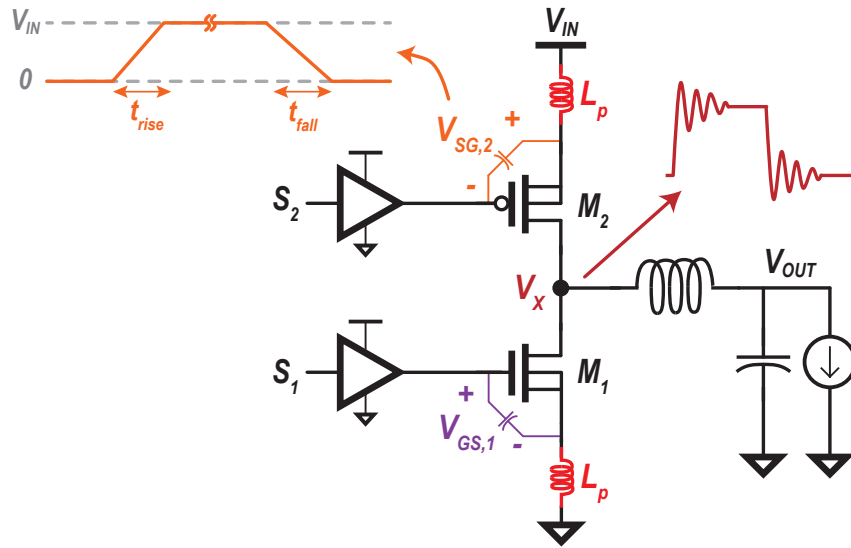 V_IN
0
t_rise
t_fall
V_SG,2
+
-
V_IN
L_p
S_2
M_2
V_X
V_OUT
S_1
M_1
+
V_GS,1
-
L_p